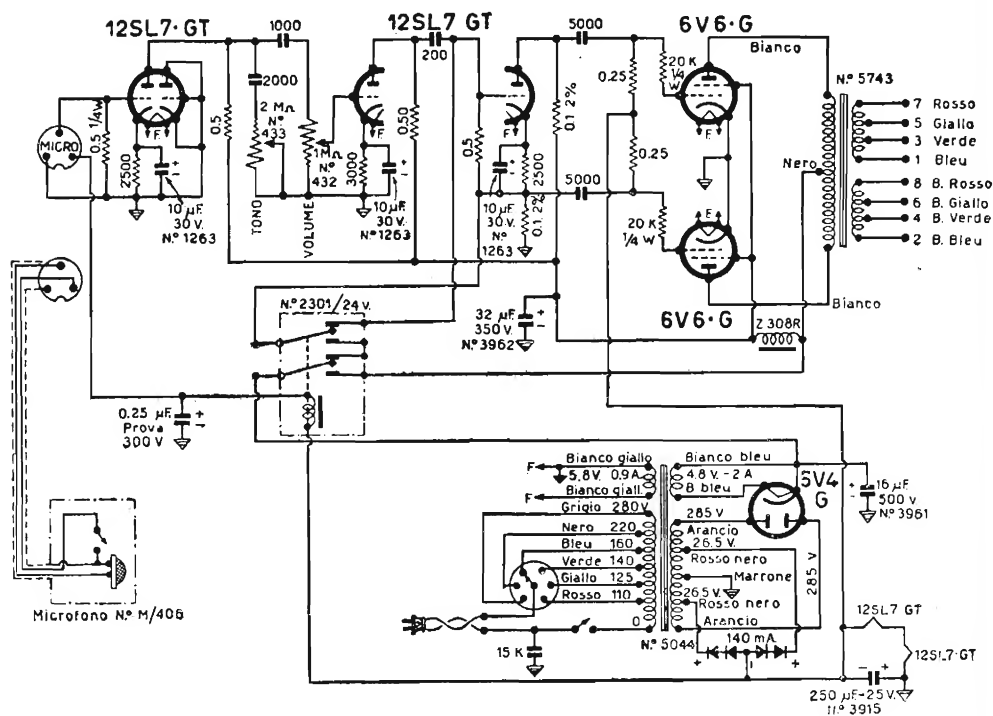 12SL7·GT
1000
12SL7·GT
200
5000
6V6·G
Bianco
2000
0.5 1/4W
MICRO
2500
F
+
-
10 µF.
30 V.
N.º 1263
0.5
2 MΩ
N.º
433
TONO
1MΩ
N.º
432
VOLUME
3000
F
+
-
10 µF
30 V.
N.º 1263
0.50
0.5
10 µF
30 V.
N.º
1263
+
-
F
2500
0.1 2%
0.1 2%
5000
0.25
0.25
20 K
1/4 W
F
20 K
1/4 W
F
6V6·G
Nero
Bianco
N.º 5743
7 Rosso
5 Giallo
3 Verde
1 Bleu
8 B. Rosso
6 B. Giallo
4 B. Verde
2 B. Bleu
Z 308R
N.º 2301/24 v.
32 µF
350 V.
N.º 3962
+
-
0.25 µF.
Prova
300 V
+
-
Microfono N.º M/406
F
Bianco giallo
5,8V. 0.9 A.
F
Bianco giall.
Grigio 280 V
Nero 220
Bleu 160
Verde 140
Giallo 125
Rosso 110
0
15 K
Nº 5044
Bianco bleu
4.8 V. - 2 A
B bleu
5V4
G
16 µF
500 V
N.º 3961
+
-
285 V
Arancio
26.5 V.
Rosso nero
Marrone
26.5 V.
Rosso nero
Arancio
285 V
140 mA.
+
-
+
12SL7 GT
12SL7·GT
-
+
250 µF-25V.
N.º 3915